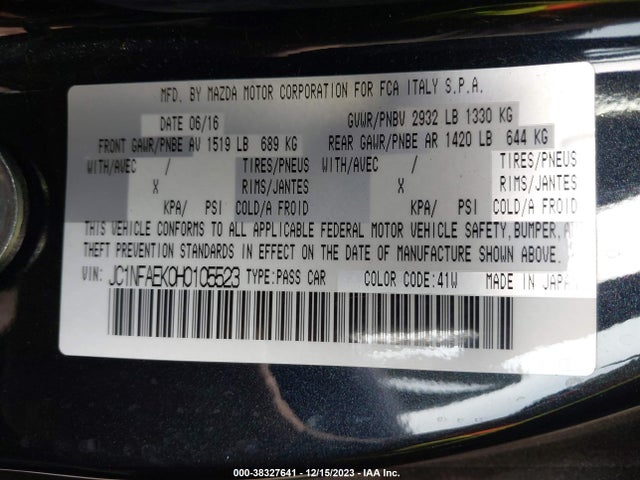 MFD. BY MAZDA MOTOR CORPORATION FOR FCA ITALY S.P.A.
DATE 06/16 GVWR/PNBV 2932 LB 1330 KG
FRONT GAWR/PNBE AV 1519 LB 689 KG REAR GAWR/PNBE AR 1420 LB 644 KG
WITH/AVEC / TIRES/PNEUS WITH/AVEC / TIRES/PNEUS
X RIMS/JANTES X RIMS/JANTES
KPA/ PSI COLD/A FROID KPA/ PSI COLD/A FROID
THIS VEHICLE CONFORMS TO ALL APPLICABLE FEDERAL MOTOR VEHICLE SAFETY, BUMPER, A
THEFT PREVENTION STANDARDS IN EFFECT ON THE DATE OF MANUFACTURE SHOWN ABOVE.
VIN: JC1NFAEK0H0105523 TYPE:PASS CAR COLOR CODE:41W MADE IN JAPAN
000-38327641 - 12/15/2023 - IAA Inc.